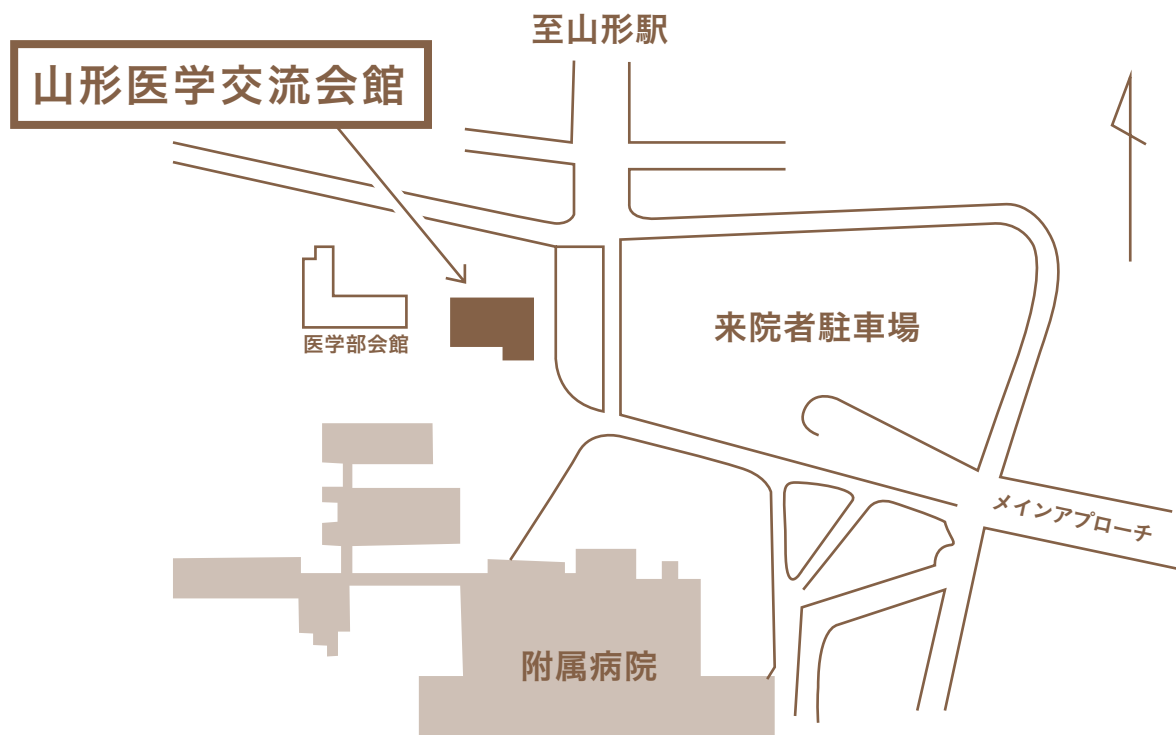 至山形駅
山形医学交流会館
来院者駐車場
医学部会館
メインアプローチ
附属病院